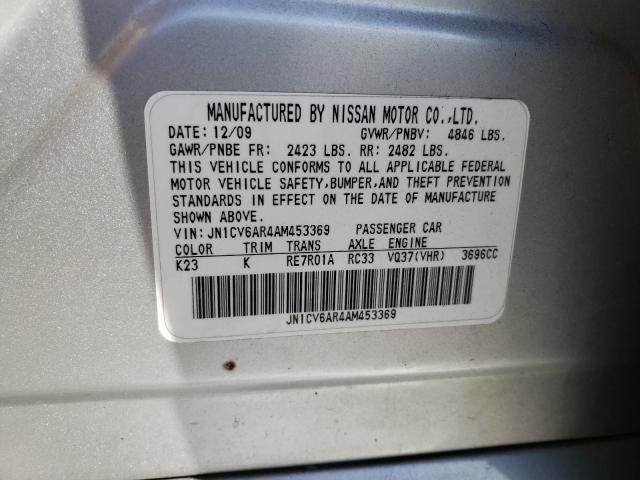 MANUFACTURED BY NISSAN MOTOR CO.,LTD.
DATE: 12/09 GVWR/PNBV: 4846 LBS.
GAWR/PNBE FR: 2423 LBS. RR: 2482 LBS.
THIS VEHICLE CONFORMS TO ALL APPLICABLE FEDERAL
MOTOR VEHICLE SAFETY,BUMPER,AND THEFT PREVENTION
STANDARDS IN EFFECT ON THE DATE OF MANUFACTURE
SHOWN ABOVE.
VIN: JN1CV6AR4AM453369 PASSENGER CAR
COLOR TRIM TRANS AXLE ENGINE
K23 K RE7R01A RC33 VQ37(VHR) 3696CC
JN1CV6AR4AM453369